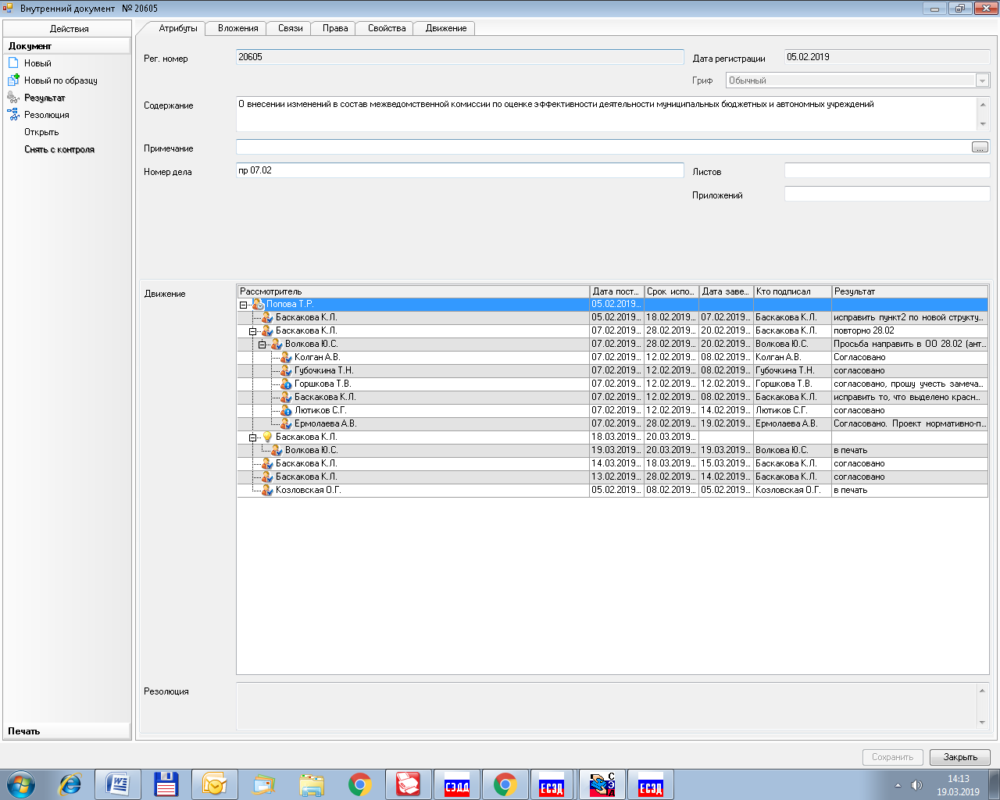 Внутренний документ № 20605
Действия
Документ
Новый
Новый по образцу
Результат
Резолюция
Открыть
Снять с контроля
Печать
Атрибуты Вложения Связи Права Свойства Движение
Рег. номер 20605 Дата регистрации 05.02.2019
Гриф Обычный
Содержание О внесении изменений в состав межведомственной комиссии по оценке эффективности деятельности муниципальных бюджетных и автономных учреждений
Примечание ...
Номер дела пр 07.02 Листов
Приложений
Движение
Рассмотритель Дата пост... Срок испо... Дата заве... Кто подписал Результат
Попова Т.Р. 05.02.2019...
Баскакова К.Л. 05.02.2019... 18.02.2019... 07.02.2019... Баскакова К.Л. исправить пункт2 по новой структу...
Баскакова К.Л. 07.02.2019... 28.02.2019... 20.02.2019... Баскакова К.Л. повторно 28.02
Волкова Ю.С. 07.02.2019... 28.02.2019... 20.02.2019... Волкова Ю.С. Просьба направить в ОО 28.02 (ант...
Колган А.В. 07.02.2019... 12.02.2019... 08.02.2019... Колган А.В. Согласовано
Губочкина Т.Н. 07.02.2019... 12.02.2019... 08.02.2019... Губочкина Т.Н. согласовано
Горшкова Т.В. 07.02.2019... 12.02.2019... 12.02.2019... Горшкова Т.В. согласовано, прошу учесть замеча...
Баскакова К.Л. 07.02.2019... 12.02.2019... 08.02.2019... Баскакова К.Л. исправить то, что выделено красн...
Лютиков С.Г. 07.02.2019... 12.02.2019... 14.02.2019... Лютиков С.Г. согласовано
Ермолаева А.В. 07.02.2019... 28.02.2019... 19.02.2019... Ермолаева А.В. Согласовано. Проект нормативно-п...
Баскакова К.Л. 18.03.2019... 20.03.2019...
Волкова Ю.С. 19.03.2019... 20.03.2019... 19.03.2019... Волкова Ю.С. в печать
Баскакова К.Л. 14.03.2019... 18.03.2019... 15.03.2019... Баскакова К.Л. согласовано
Баскакова К.Л. 13.02.2019... 28.02.2019... 14.02.2019... Баскакова К.Л. согласовано
Козловская О.Г. 05.02.2019... 08.02.2019... 05.02.2019... Козловская О.Г. в печать
Резолюция
Сохранить Закрыть
СЭДД ЕСЭД СЭД ЕСЭД
14:13
19.03.2019